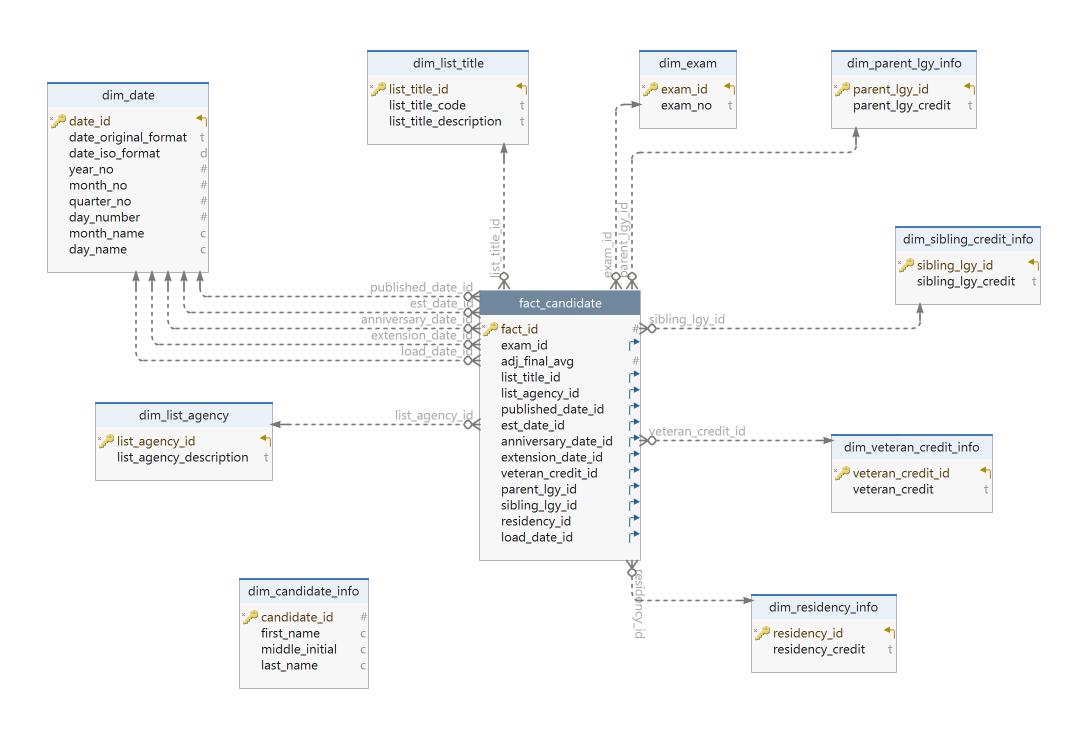 dim_list_title
list_title_id
list_title_code t
list_title_description t
dim_exam
exam_id
exam_no t
dim_parent_lgy_info
parent_lgy_id
parent_lgy_credit t
dim_date
date_id
date_original_format t
date_iso_format d
year_no #
month_no #
quarter_no #
day_number #
month_name c
day_name c
dim_sibling_credit_info
sibling_lgy_id
sibling_lgy_credit t
list_title_id
exam_id
parent_lgy_id
published_date_id
est_date_id
anniversary_date_id
extension_date_id
load_date_id
fact_candidate
fact_id #
exam_id
adj_final_avg #
list_title_id
list_agency_id
published_date_id
est_date_id
anniversary_date_id
extension_date_id
veteran_credit_id
parent_lgy_id
sibling_lgy_id
residency_id
load_date_id
sibling_lgy_id
dim_list_agency
list_agency_id
list_agency_description t
list_agency_id
veteran_credit_id
dim_veteran_credit_info
veteran_credit_id
veteran_credit t
residency_id
dim_candidate_info
candidate_id #
first_name c
middle_initial c
last_name c
dim_residency_info
residency_id
residency_credit t